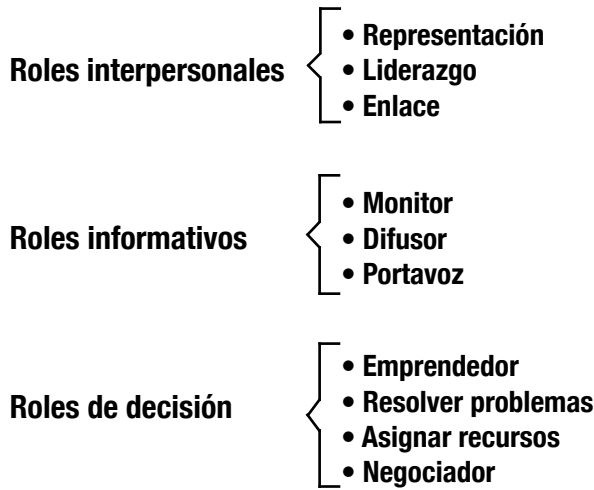 Roles interpersonales
• Representación
• Liderazgo
• Enlace
Roles informativos
• Monitor
• Difusor
• Portavoz
Roles de decisión
• Emprendedor
• Resolver problemas
• Asignar recursos
• Negociador